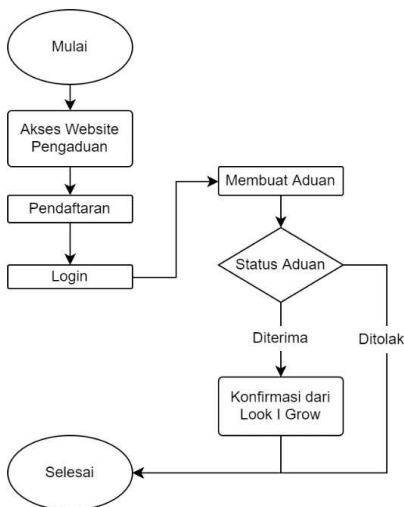 Mulai
Akses Website
Pengaduan
Pendaftaran
Login
Membuat Aduan
Status Aduan
Diterima
Ditolak
Konfirmasi dari
Look I Grow
Selesai